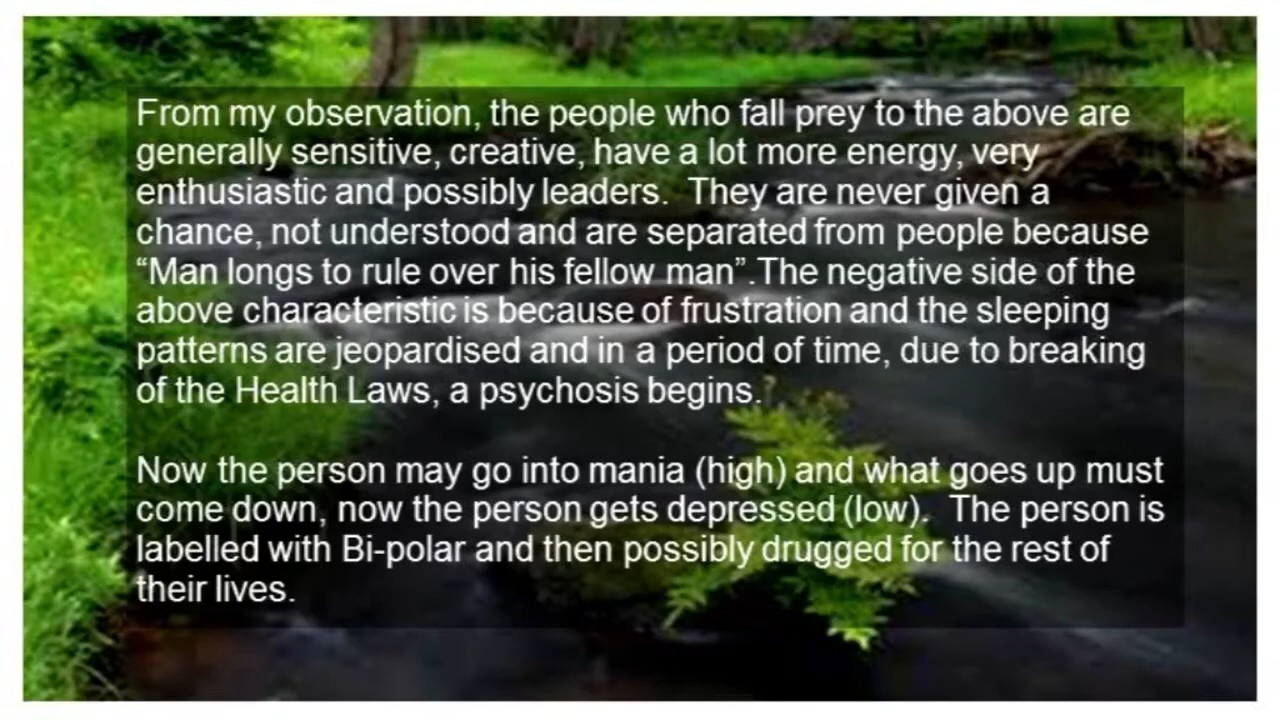 From my observation, the people who fall prey to the above are
generally sensitive, creative, have a lot more energy, very
enthusiastic and possibly leaders.  They are never given a
chance, not understood and are separated from people because
“Man longs to rule over his fellow man”.The negative side of the
above characteristic is because of frustration and the sleeping
patterns are jeopardised and in a period of time, due to breaking
of the Health Laws, a psychosis begins.

Now the person may go into mania (high) and what goes up must
come down, now the person gets depressed (low).  The person is
labelled with Bi-polar and then possibly drugged for the rest of
their lives.